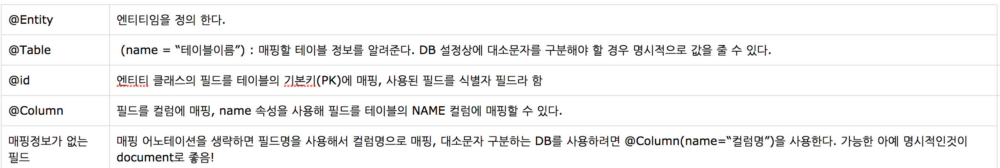 @Entity 엔티티임을 정의 한다.
@Table (name = “테이블이름”) : 매핑할 테이블 정보를 알려준다. DB 설정상에 대소문자를 구분해야 할 경우 명시적으로 값을 줄 수 있다.
@id 엔티티 클래스의 필드를 테이블의 기본키(PK)에 매핑, 사용된 필드를 식별자 필드라 함
@Column 필드를 컬럼에 매핑, name 속성을 사용해 필드를 테이블의 NAME 컬럼에 매핑할 수 있다.
매핑정보가 없는
필드
매핑 어노테이션을 생략하면 필드명을 사용해서 컬럼명으로 매핑, 대소문자 구분하는 DB를 사용하려면 @Column(name=“컬럼명”)을 사용한다. 가능한 아예 명시적인것이
document로 좋음!